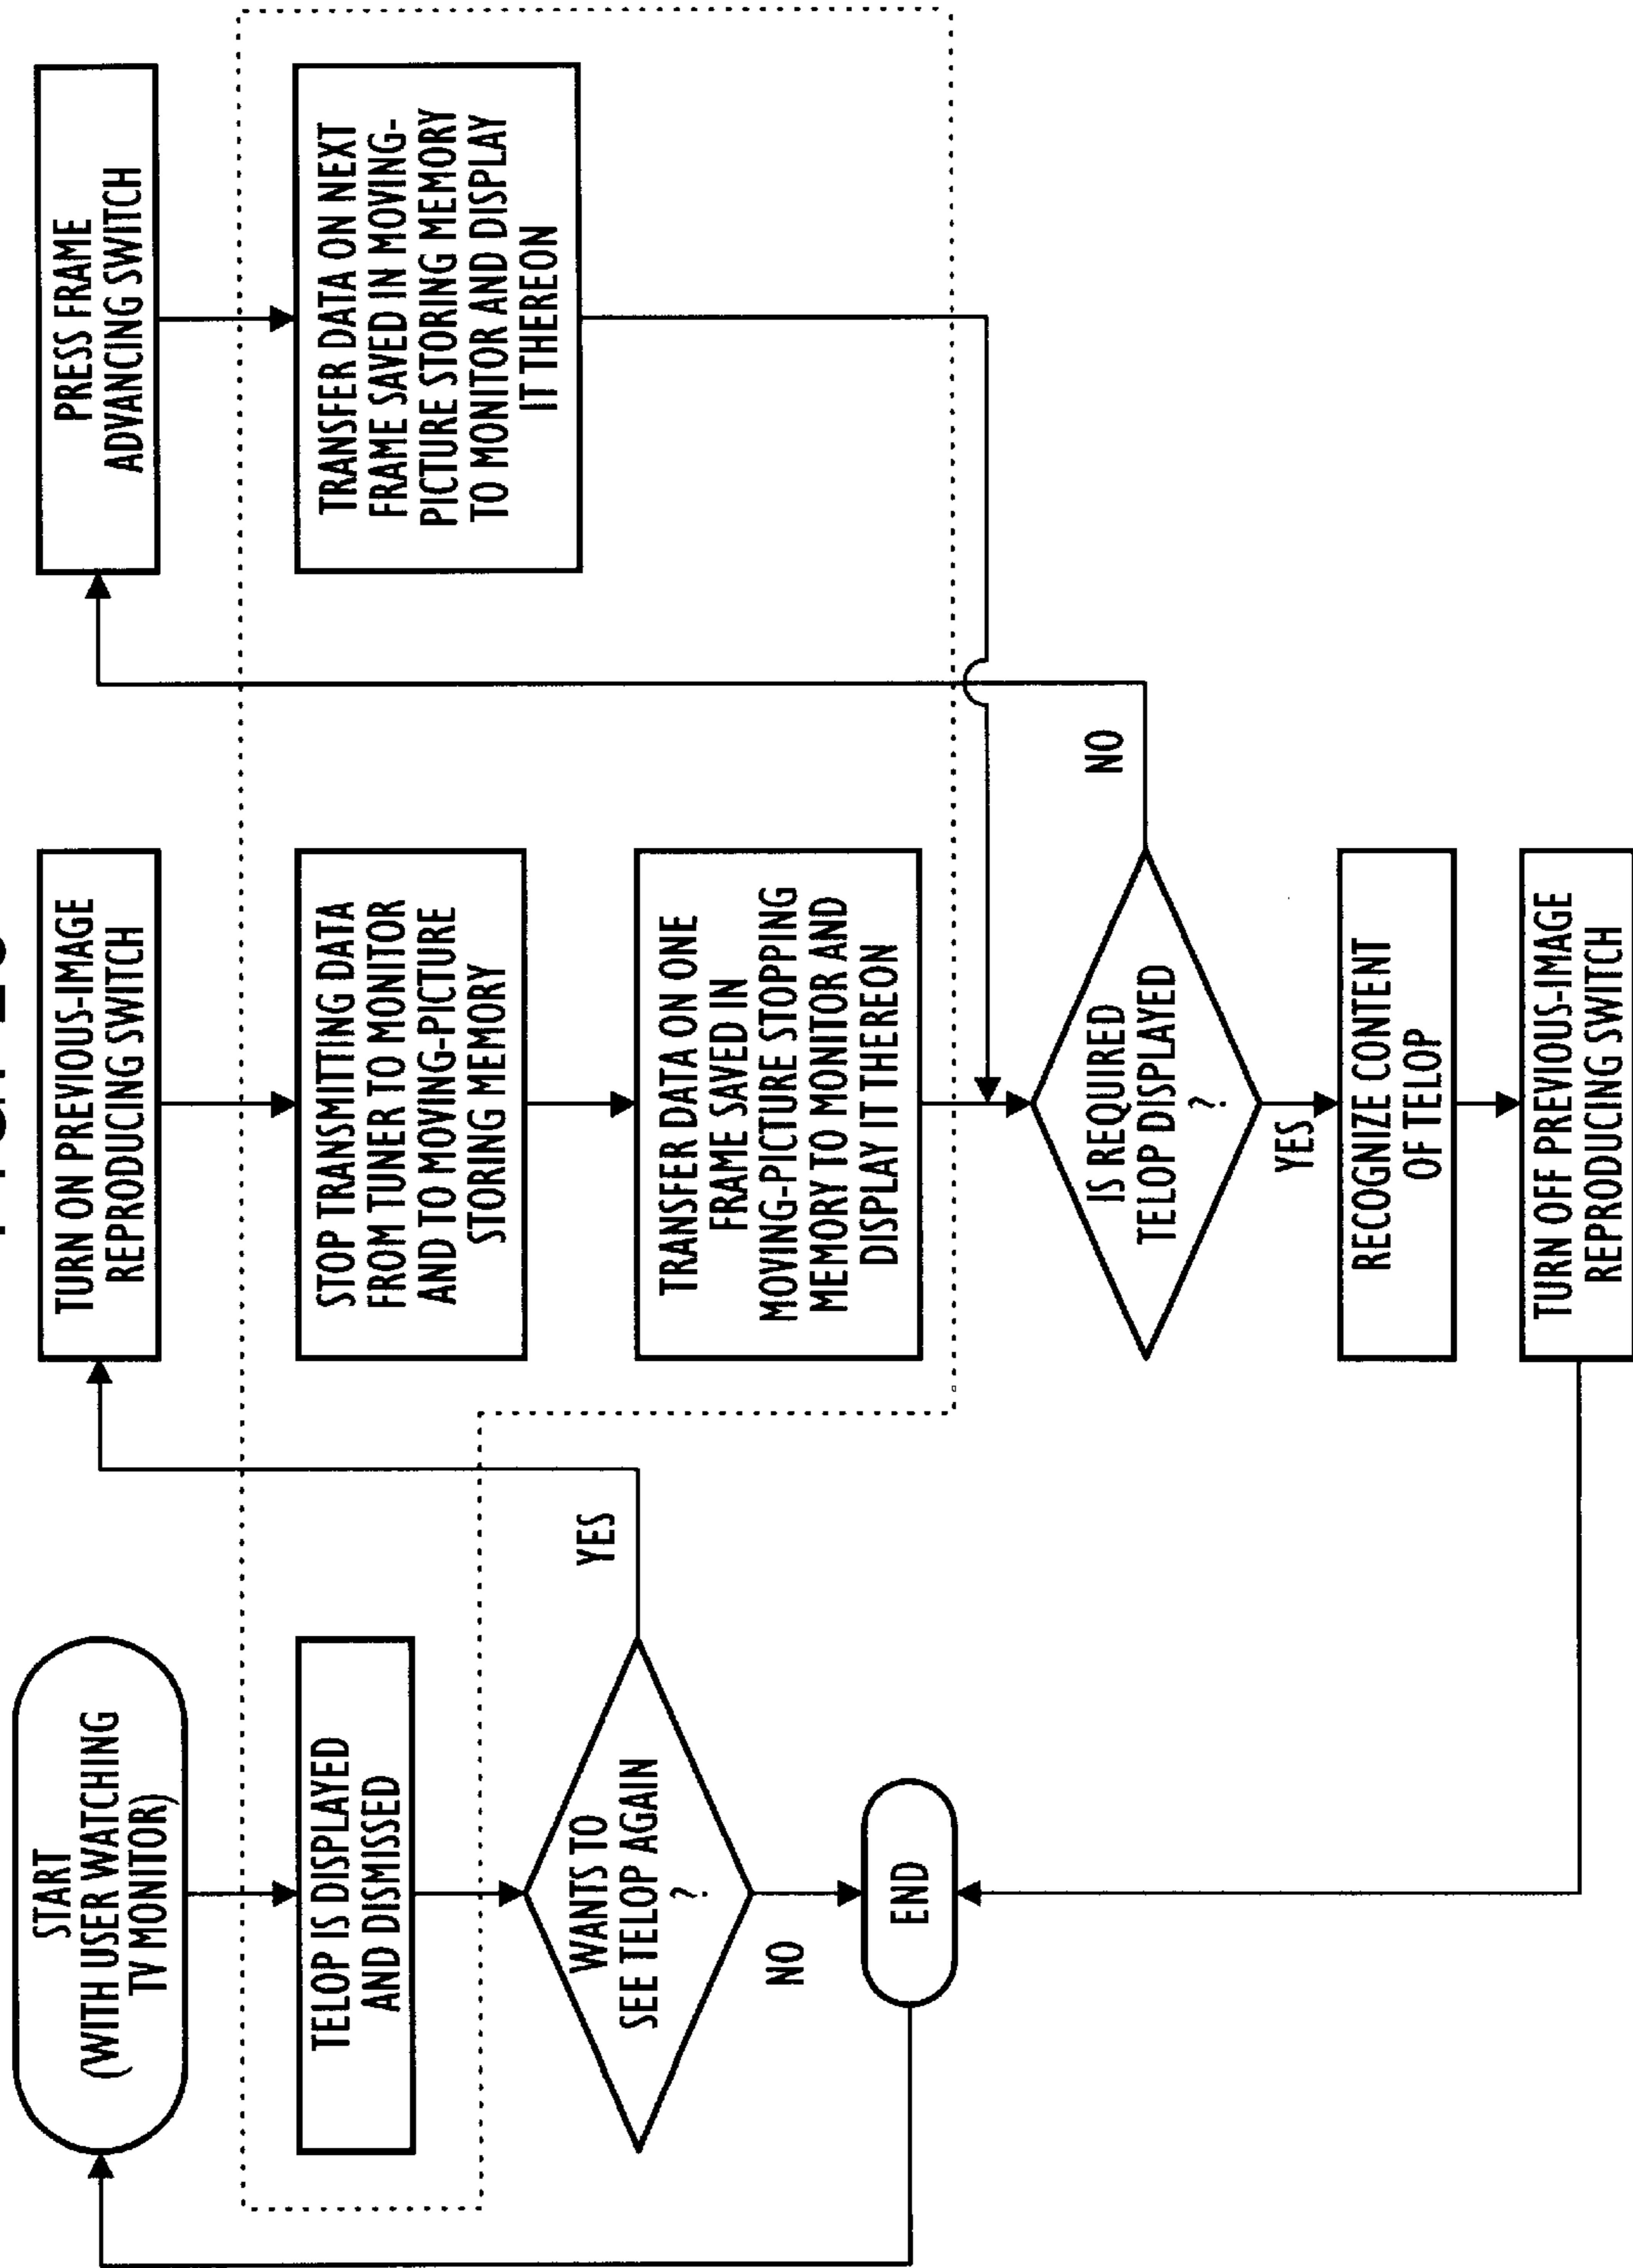 START
(WITH USER WATCHING
TV MONITOR)
TELOP IS DISPLAYED
AND DISMISSED
WANTS TO
SEE TELOP AGAIN
?
YES
NO
END
TURN ON PREVIOUS-IMAGE
REPRODUCING SWITCH
STOP TRANSMITTING DATA
FROM TUNER TO MONITOR
AND TO MOVING-PICTURE
STORING MEMORY
TRANSFER DATA ON ONE
FRAME SAVED IN
MOVING-PICTURE STOPPING
MEMORY TO MONITOR AND
DISPLAY IT THEREON
IS REQUIRED
TELOP DISPLAYED
?
NO
YES
RECOGNIZE CONTENT
OF TELOP
TURN OFF PREVIOUS-IMAGE
REPRODUCING SWITCH
PRESS FRAME
ADVANCING SWITCH
TRANSFER DATA ON NEXT
FRAME SAVED IN MOVING-
PICTURE STORING MEMORY
TO MONITOR AND DISPLAY
IT THEREON